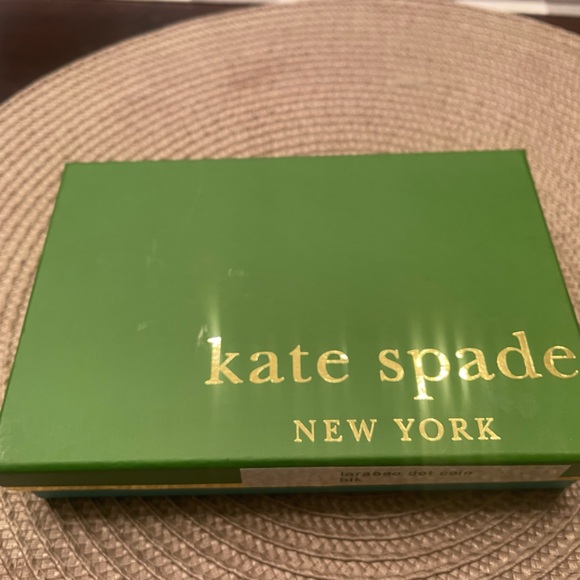 kate spade
NEW YORK
larabee dot coin
blk